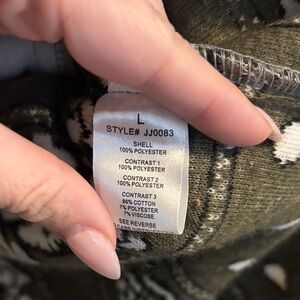 L
STYLE# JJ0083
SHELL
100% POLYESTER
CONTRAST 1
100% POLYESTER
CONTRAST 2
100% POLYESTER
CONTRAST 3
86% COTTON
7% POLYESTER
7% VISCOSE
SEE REVERSE